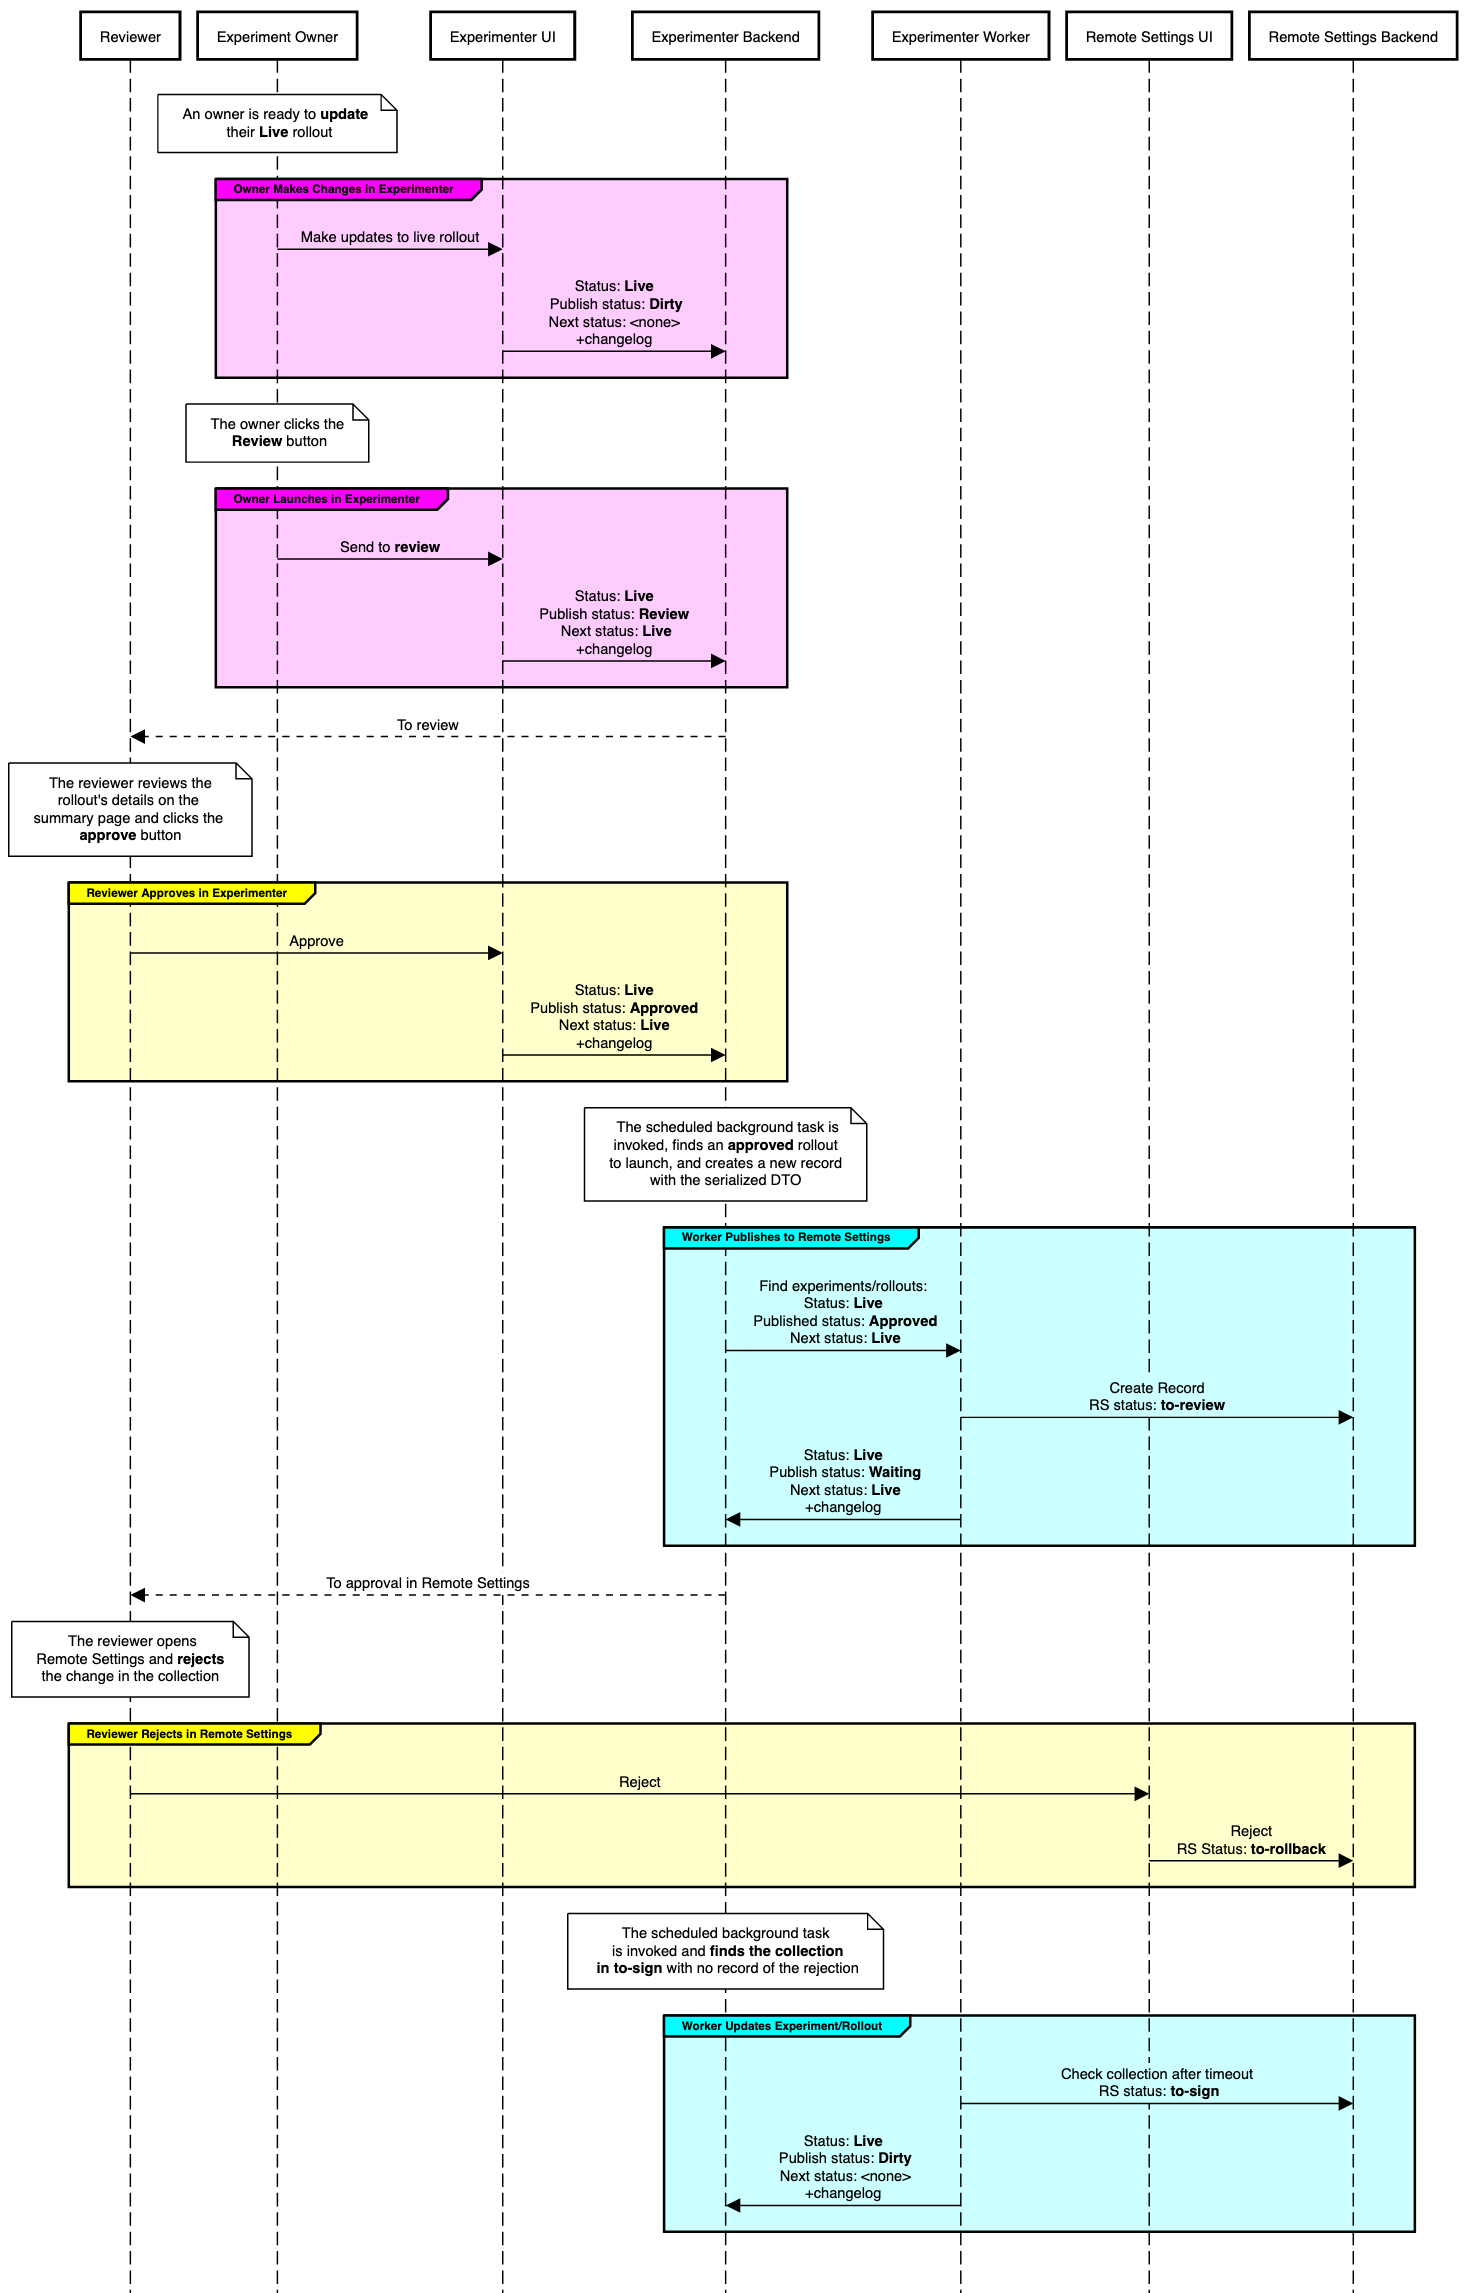 Reviewer
Experiment Owner
Experimenter UI
Experimenter Backend
Experimenter Worker
Remote Settings UI
Remote Settings Backend
An owner is ready to update
their Live rollout
Owner Makes Changes in Experimenter
Make updates to live rollout
Status: Live
Publish status: Dirty
Next status: <none>
+changelog
The owner clicks the
Review button
Owner Launches in Experimenter
Send to review
Status: Live
Publish status: Review
Next status: Live
+changelog
To review
The reviewer reviews the
rollout's details on the
summary page and clicks the
approve button
Reviewer Approves in Experimenter
Approve
Status: Live
Publish status: Approved
Next status: Live
+changelog
The scheduled background task is
invoked, finds an approved rollout
to launch, and creates a new record
with the serialized DTO
Worker Publishes to Remote Settings
Find experiments/rollouts:
Status: Live
Published status: Approved
Next status: Live
Create Record
RS status: to-review
Status: Live
Publish status: Waiting
Next status: Live
+changelog
To approval in Remote Settings
The reviewer opens
Remote Settings and rejects
the change in the collection
Reviewer Rejects in Remote Settings
Reject
Reject
RS Status: to-rollback
The scheduled background task
is invoked and finds the collection
in to-sign with no record of the rejection
Worker Updates Experiment/Rollout
Check collection after timeout
RS status: to-sign
Status: Live
Publish status: Dirty
Next status: <none>
+changelog